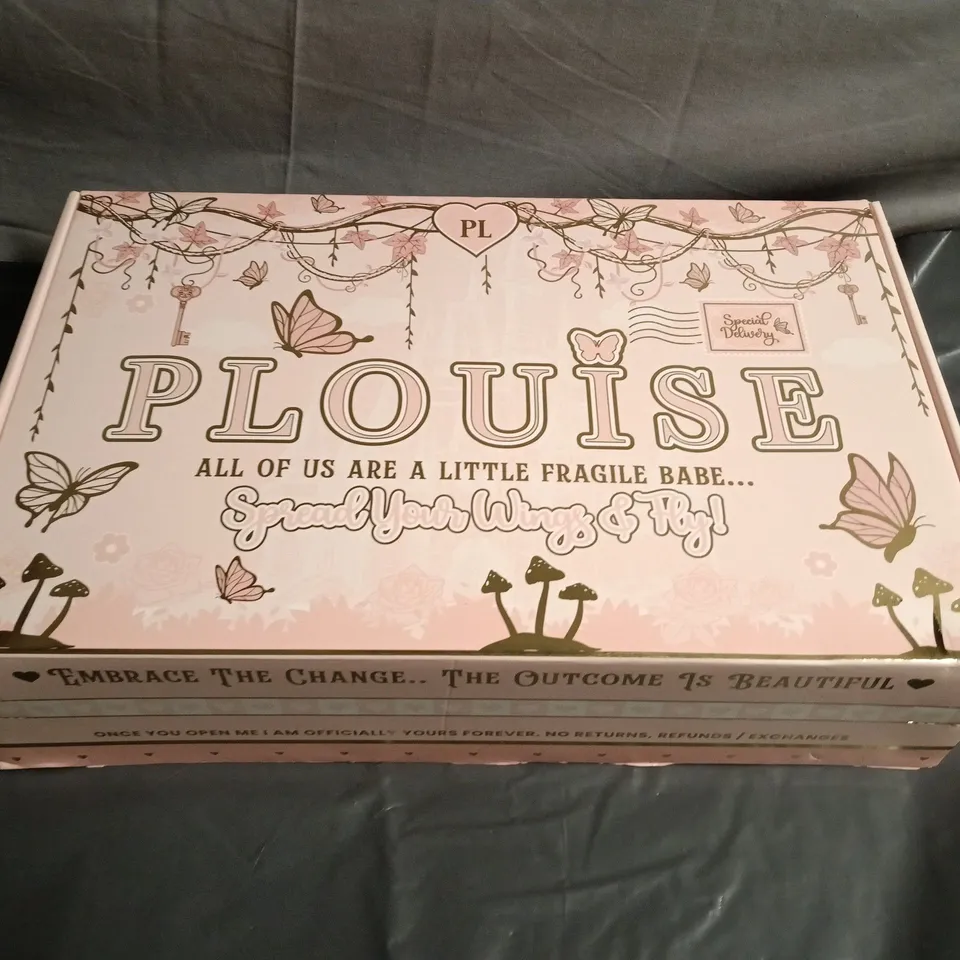 PL
Special
Delivery
PLOUISE
ALL OF US ARE A LITTLE FRAGILE BABE...
Spread Your Wings & Fly!
EMBRACE THE CHANGE.. THE OUTCOME IS BEAUTIFUL
ONCE YOU OPEN ME I AM OFFICIALLY YOURS FOREVER. NO RETURNS, REFUNDS / EXCHANGES